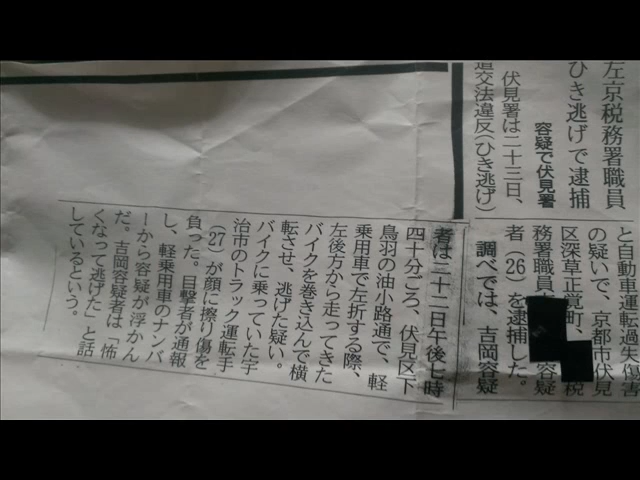 左京税務署職員、
ひき逃げで逮捕
容疑で伏見署
伏見署は二十三日、
道交法違反(ひき逃げ)
と自動車運転過失傷害
の疑いで、京都市伏見
区深草正覚町、
務署職員
容疑
者(26)を逮捕した。
調べでは、吉岡容疑
者は二十二日午後七時
四十分ごろ、伏見区下
鳥羽の油小路通で、軽
乗用車で左折する際、
左後方から走ってきた
バイクを巻き込んで横
転させ、逃げた疑い。
バイクに乗っていた宇
治市のトラック運転手
(27)が顔に擦り傷を
負った。目撃者が通報
し、軽乗用車のナンバ
ーから容疑が浮かん
だ。吉岡容疑者は「怖
くなって逃げた」と話
しているという。